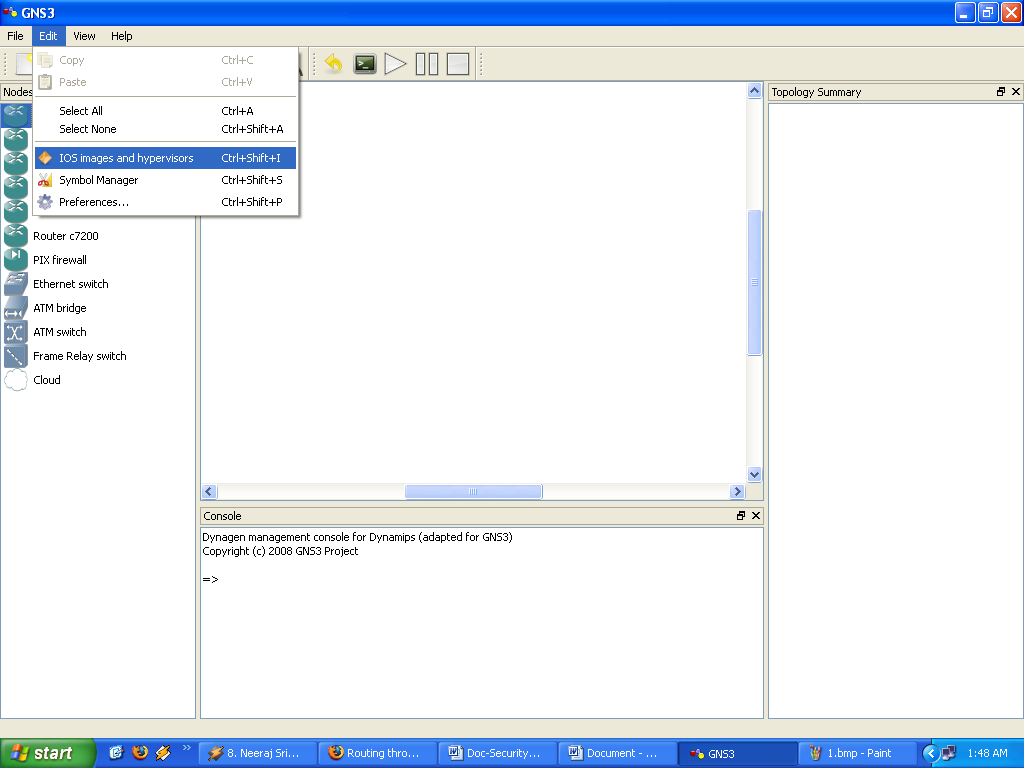 GNS3
File Edit View Help
Copy Ctrl+C
Paste Ctrl+V
Select All Ctrl+A
Select None Ctrl+Shift+A
IOS images and hypervisors Ctrl+Shift+I
Symbol Manager Ctrl+Shift+S
Preferences... Ctrl+Shift+P
Nodes
Router c7200
PIX firewall
Ethernet switch
ATM bridge
ATM switch
Frame Relay switch
Cloud
Topology Summary
Console
Dynagen management console for Dynamips (adapted for GNS3)
Copyright (c) 2008 GNS3 Project
=>
start
8. Neeraj Sri...
Routing thro...
Doc-Security...
Document - ...
GNS3
1.bmp - Paint
1:48 AM